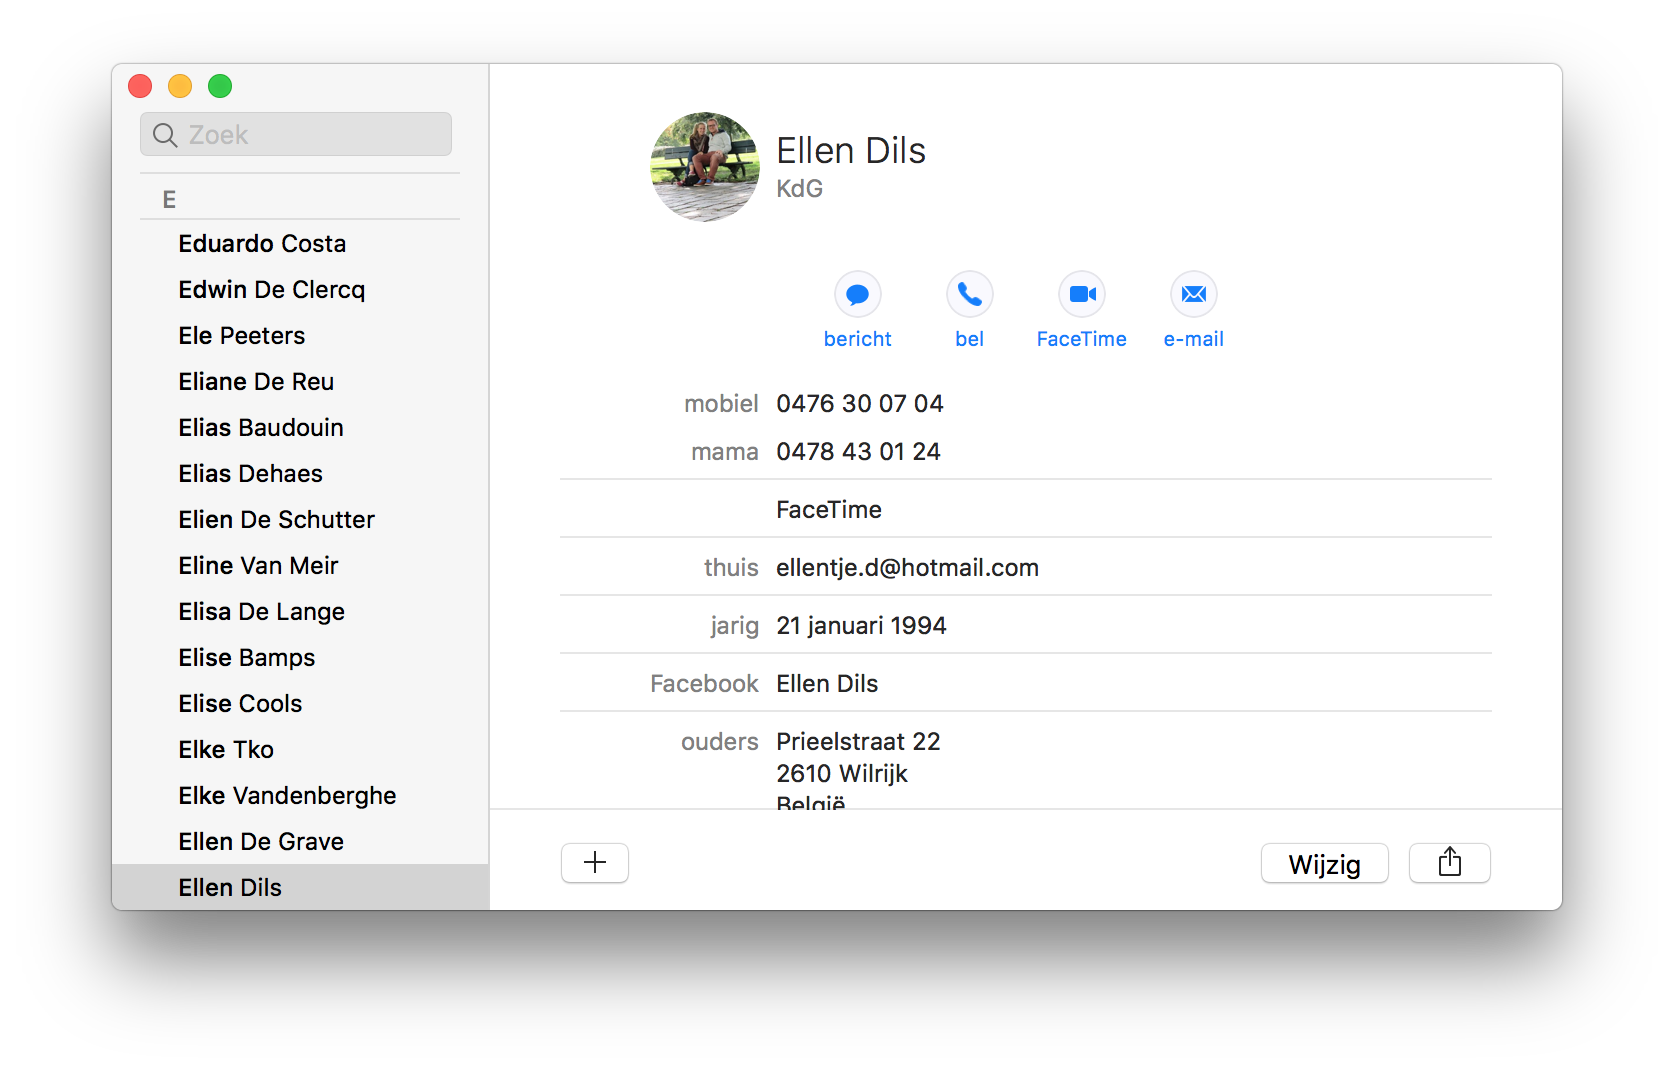 Zoek
E
Eduardo Costa
Edwin De Clercq
Ele Peeters
Eliane De Reu
Elias Baudouin
Elias Dehaes
Elien De Schutter
Eline Van Meir
Elisa De Lange
Elise Bamps
Elise Cools
Elke Tko
Elke Vandenberghe
Ellen De Grave
Ellen Dils
Ellen Dils
KdG
bericht bel FaceTime e-mail
mobiel 0476 30 07 04
mama 0478 43 01 24
FaceTime
thuis ellentje.d@hotmail.com
jarig 21 januari 1994
Facebook Ellen Dils
ouders Prieelstraat 22
2610 Wilrijk
België
Wijzig